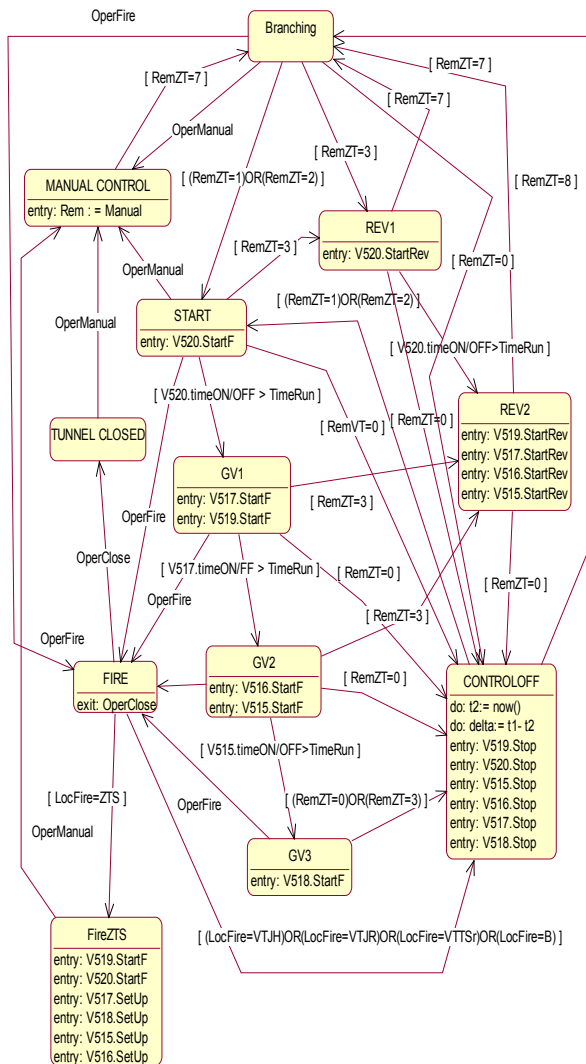 OperFire
Branching
[ RemZT=7 ]
[ RemZT=7 ]
[ RemZT=7 ]
OperManual
[ RemZT=3 ]
MANUAL CONTROL
entry: Rem : = Manual
[ (RemZT=1)OR(RemZT=2) ]
[ RemZT=8 ]
REV1
entry: V520.StartRev
[ RemZT=3 ]
[ RemZT=0 ]
OperManual
START
entry: V520.StartF
[ (RemZT=1)OR(RemZT=2) ]
OperManual
[ V520.timeON/OFF>TimeRun ]
[ V520.timeON/OFF > TimeRun ]
REV2
entry: V519.StartRev
entry: V517.StartRev
entry: V516.StartRev
entry: V515.StartRev
[ RemZT=0 ]
[ RemVT=0 ]
TUNNEL CLOSED
GV1
entry: V517.StartF
entry: V519.StartF
[ RemZT=3 ]
OperFire
OperClose
[ V517.timeON/FF > TimeRun ]
[ RemZT=0 ]
[ RemZT=0 ]
OperFire
OperFire
[ RemZT=3 ]
FIRE
exit: OperClose
GV2
entry: V516.StartF
entry: V515.StartF
[ RemZT=0 ]
CONTROLOFF
do: t2:= now()
do: delta:= t1- t2
entry: V519.Stop
entry: V520.Stop
entry: V515.Stop
entry: V516.Stop
entry: V517.Stop
entry: V518.Stop
[ V515.timeON/OFF>TimeRun ]
[ LocFire=ZTS ]
[ (RemZT=0)OR(RemZT=3) ]
OperFire
OperManual
GV3
entry: V518.StartF
FireZTS
entry: V519.StartF
entry: V520.StartF
entry: V517.SetUp
entry: V518.SetUp
entry: V515.SetUp
entry: V516.SetUp
[ (LocFire=VTJH)OR(LocFire=VTJR)OR(LocFire=VTTSr)OR(LocFire=B) ]